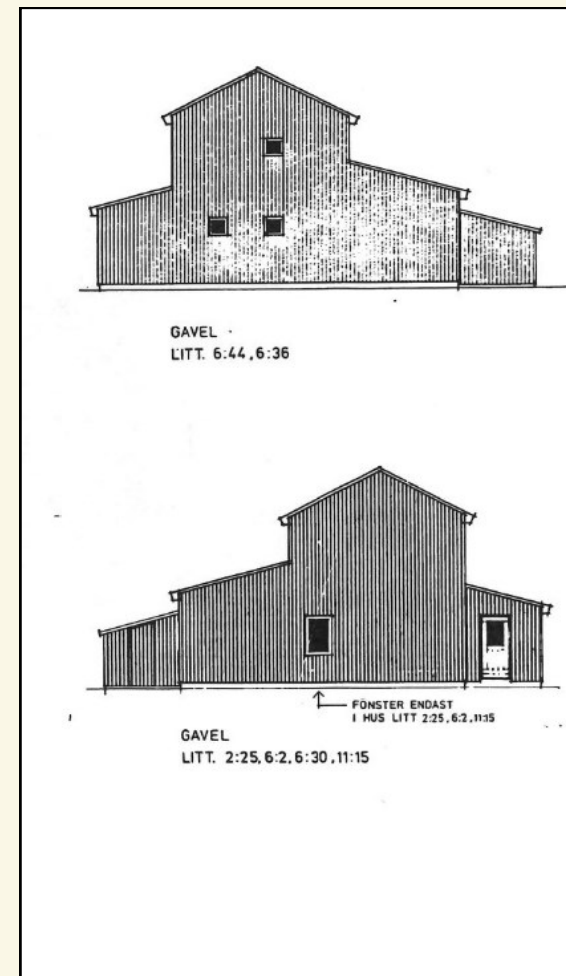 GAVEL
LITT. 6:44, 6:36
FÖNSTER ENDAST
I HUS LITT 2:25, 6:2, 11:15
GAVEL
LITT. 2:25, 6:2, 6:30, 11:15